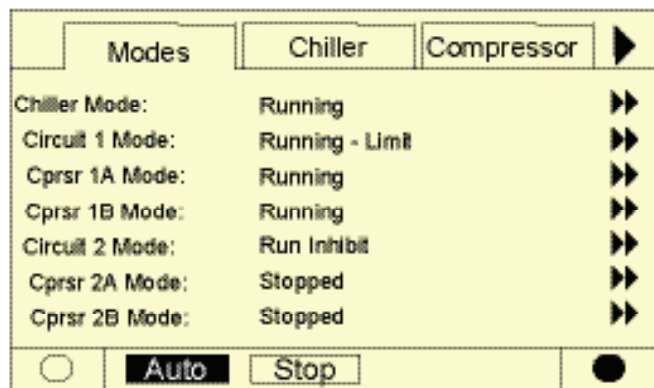 Modes Chiller Compressor
Chiller Mode: Running
Circuit 1 Mode: Running - Limit
Cprsr 1A Mode: Running
Cprsr 1B Mode: Running
Circuit 2 Mode: Run Inhibit
Cprsr 2A Mode: Stopped
Cprsr 2B Mode: Stopped
Auto Stop